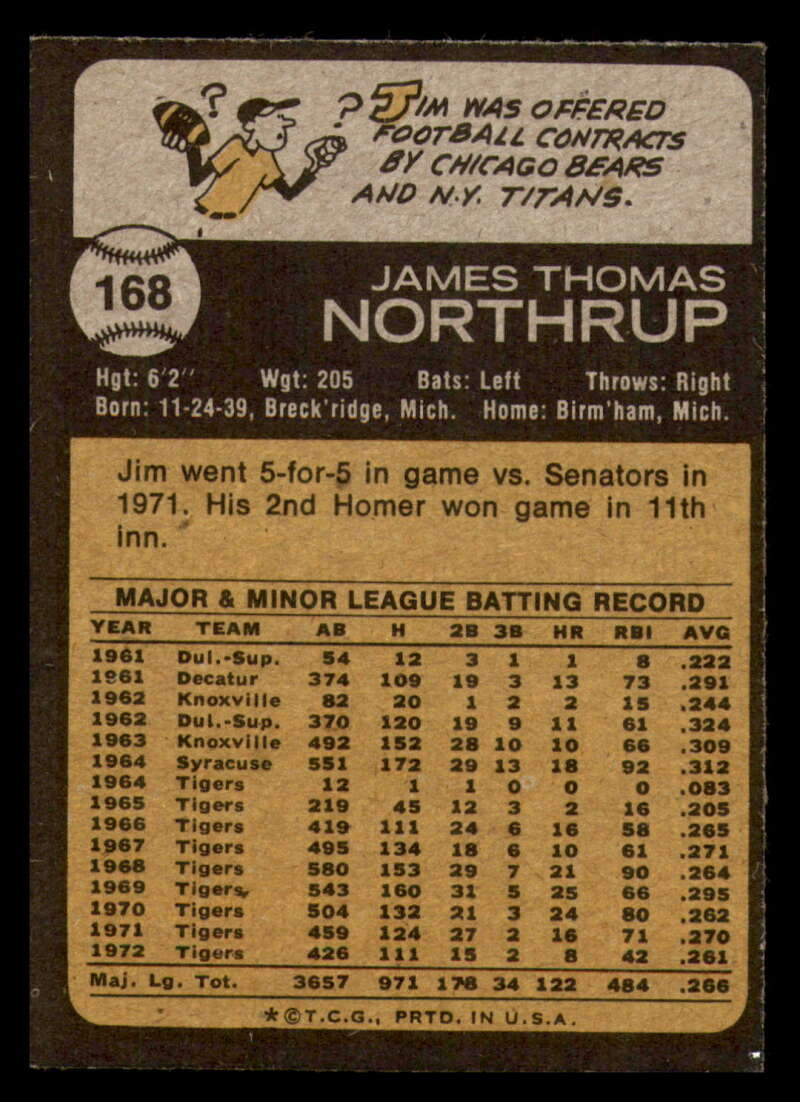 ? ? JIM WAS OFFERED
FOOTBALL CONTRACTS
BY CHICAGO BEARS
AND N.Y. TITANS.
168
JAMES THOMAS
NORTHRUP
Hgt: 6'2" Wgt: 205 Bats: Left Throws: Right
Born: 11-24-39, Breck'ridge, Mich. Home: Birm'ham, Mich.
Jim went 5-for-5 in game vs. Senators in
1971. His 2nd Homer won game in 11th
inn.
MAJOR & MINOR LEAGUE BATTING RECORD
YEAR TEAM AB H 2B 3B HR RBI AVG
1961 Dul.-Sup. 54 12 3 1 1 8 .222
1961 Decatur 374 109 19 3 13 73 .291
1962 Knoxville 82 20 1 2 2 15 .244
1962 Dul.-Sup. 370 120 19 9 11 61 .324
1963 Knoxville 492 152 28 10 10 66 .309
1964 Syracuse 551 172 29 13 18 92 .312
1964 Tigers 12 1 1 0 0 0 .083
1965 Tigers 219 45 12 3 2 16 .205
1966 Tigers 419 111 24 6 16 58 .265
1967 Tigers 495 134 18 6 10 61 .271
1968 Tigers 580 153 29 7 21 90 .264
1969 Tigers 543 160 31 5 25 66 .295
1970 Tigers 504 132 21 3 24 80 .262
1971 Tigers 459 124 27 2 16 71 .270
1972 Tigers 426 111 15 2 8 42 .261
Maj. Lg. Tot. 3657 971 178 34 122 484 .266
*©T.C.G., PRTD. IN U.S.A.